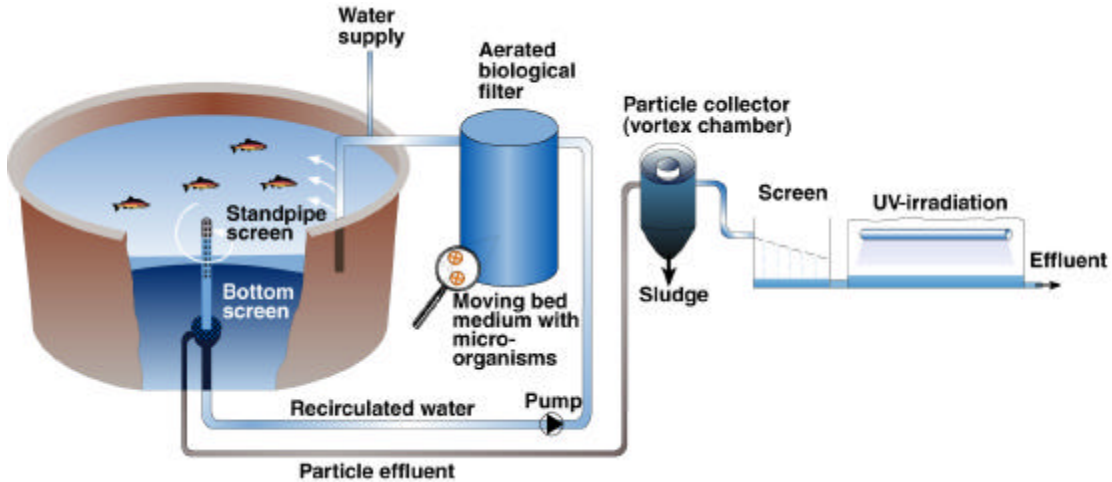 Water
supply
Aerated
biological
filter
Particle collector
(vortex chamber)
Screen
UV-irradiation
Standpipe
screen
Effluent
Bottom
screen
Sludge
Moving bed
medium with
micro-
organisms
Recirculated water
Pump
Particle effluent